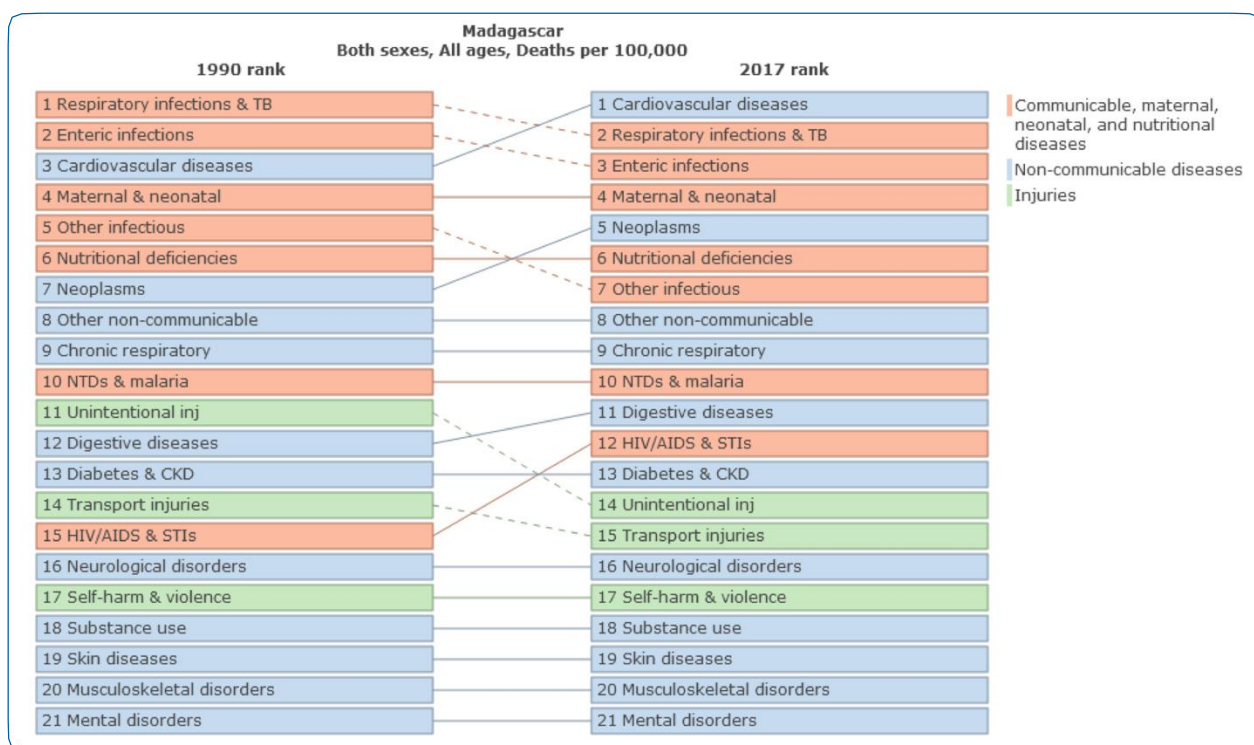 Madagascar
Both sexes, All ages, Deaths per 100,000
1990 rank
1 Respiratory infections & TB
2 Enteric infections
3 Cardiovascular diseases
4 Maternal & neonatal
5 Other infectious
6 Nutritional deficiencies
7 Neoplasms
8 Other non-communicable
9 Chronic respiratory
10 NTDs & malaria
11 Unintentional inj
12 Digestive diseases
13 Diabetes & CKD
14 Transport injuries
15 HIV/AIDS & STIs
16 Neurological disorders
17 Self-harm & violence
18 Substance use
19 Skin diseases
20 Musculoskeletal disorders
21 Mental disorders
2017 rank
1 Cardiovascular diseases
2 Respiratory infections & TB
3 Enteric infections
4 Maternal & neonatal
5 Neoplasms
6 Nutritional deficiencies
7 Other infectious
8 Other non-communicable
9 Chronic respiratory
10 NTDs & malaria
11 Digestive diseases
12 HIV/AIDS & STIs
13 Diabetes & CKD
14 Unintentional inj
15 Transport injuries
16 Neurological disorders
17 Self-harm & violence
18 Substance use
19 Skin diseases
20 Musculoskeletal disorders
21 Mental disorders
Communicable, maternal,
neonatal, and nutritional
diseases
Non-communicable diseases
Injuries